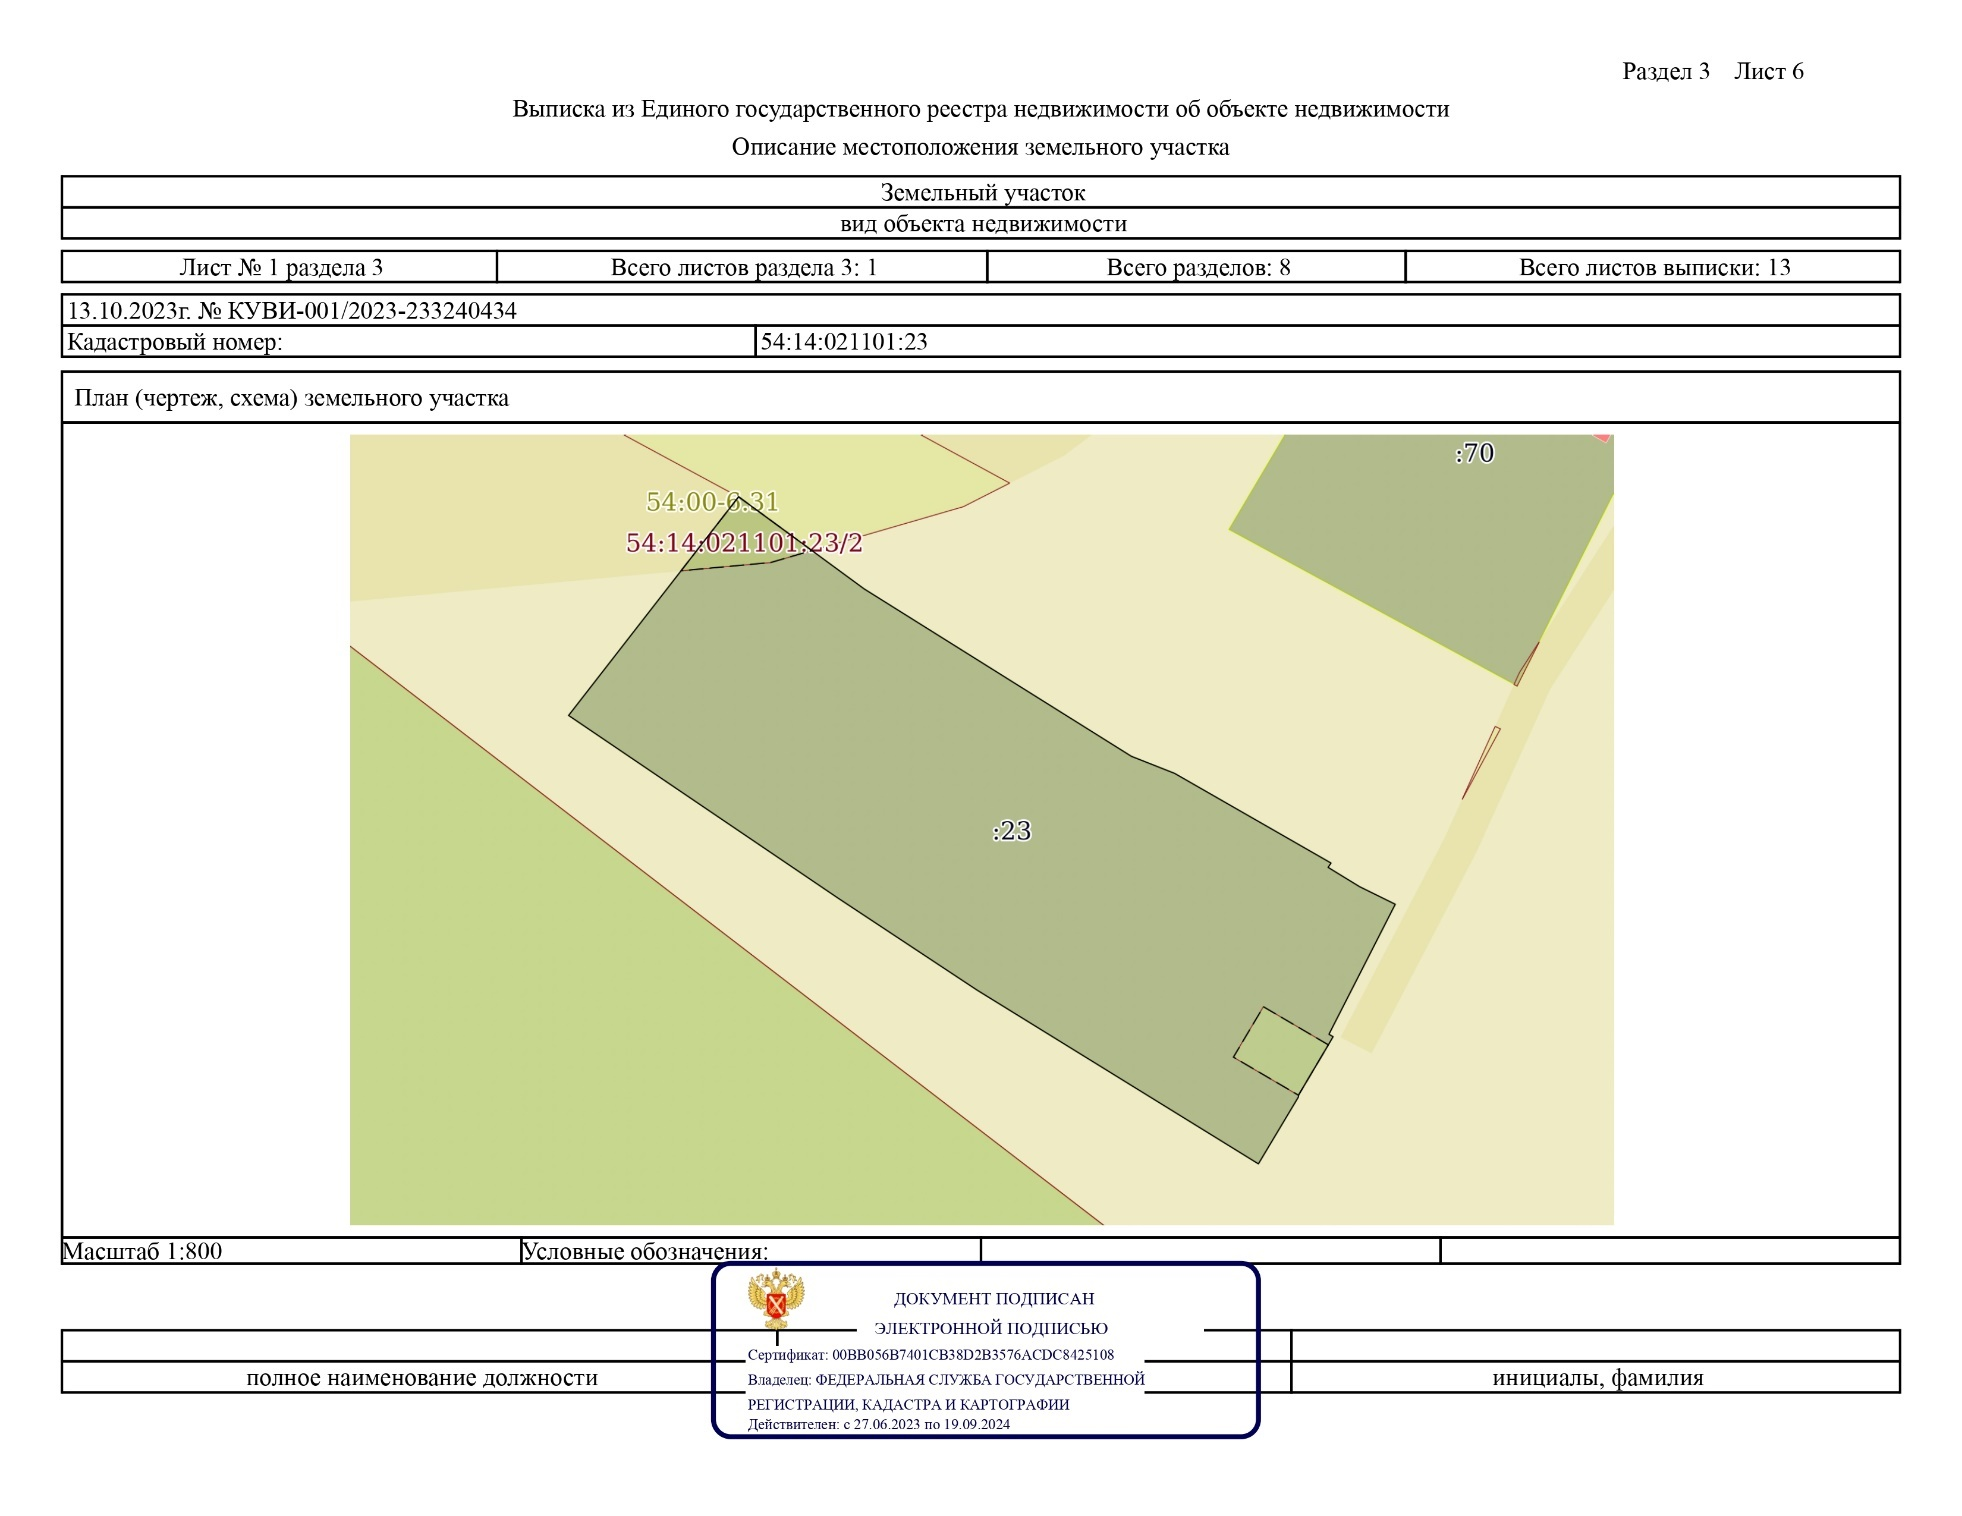 Раздел 3 Лист 6
Выписка из Единого государственного реестра недвижимости об объекте недвижимости
Описание местоположения земельного участка
Земельный участок
вид объекта недвижимости
Лист № 1 раздела 3 Всего листов раздела 3: 1 Всего разделов: 8 Всего листов выписки: 13
13.10.2023г. № КУВИ-001/2023-233240434
Кадастровый номер: 54:14:021101:23
План (чертеж, схема) земельного участка
:70
54:00-6.31
54:14:021101:23/2
:23
Масштаб 1:800 Условные обозначения:
ДОКУМЕНТ ПОДПИСАН
ЭЛЕКТРОННОЙ ПОДПИСЬЮ
Сертификат: 00BB056B7401CB38D2B3576ACDC8425108
полное наименование должности инициалы, фамилия
Владелец: ФЕДЕРАЛЬНАЯ СЛУЖБА ГОСУДАРСТВЕННОЙ
РЕГИСТРАЦИИ, КАДАСТРА И КАРТОГРАФИИ
Действителен: с 27.06.2023 по 19.09.2024